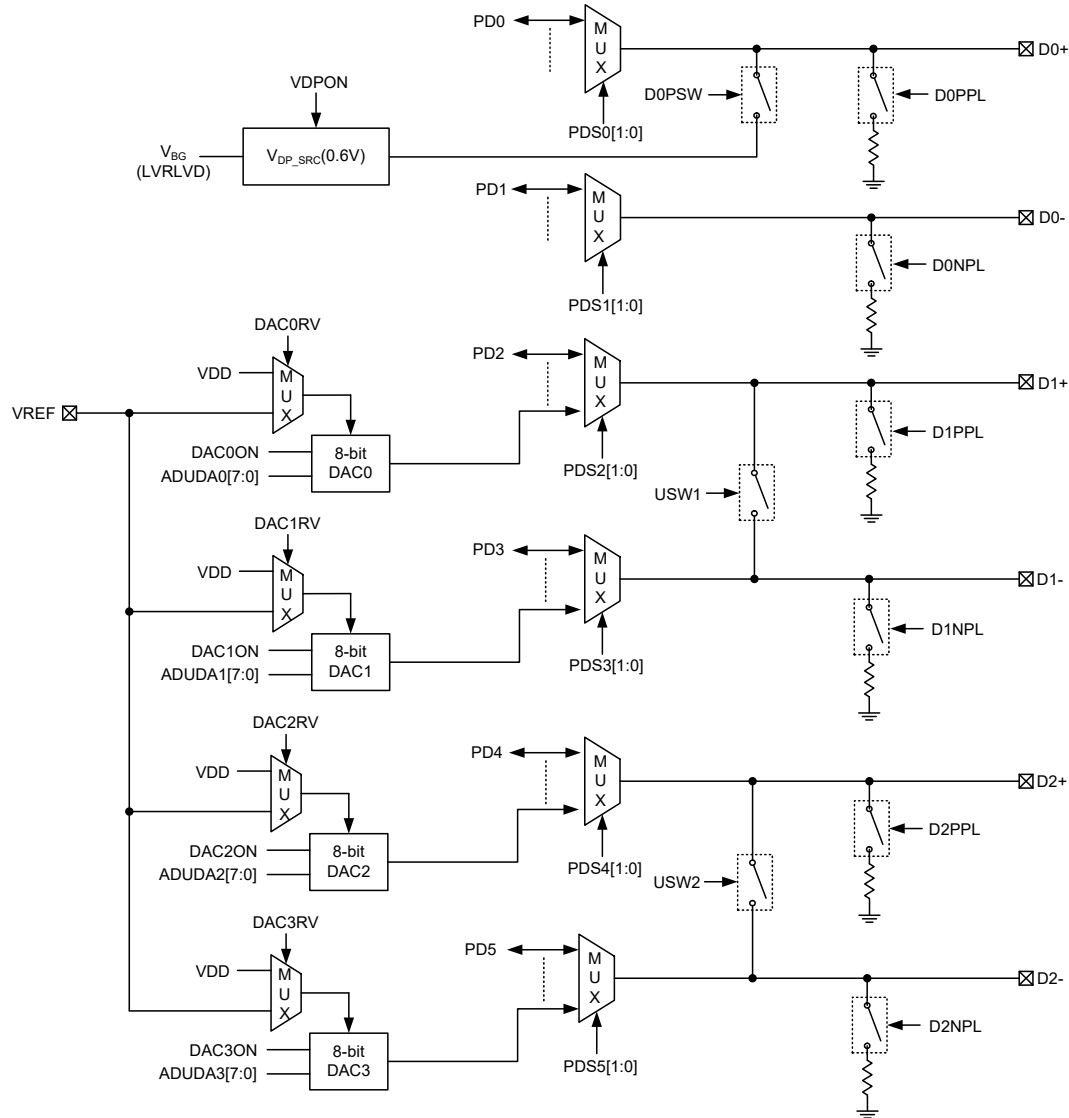 PD0
M
U
X
D0+
VDPON
D0PSW
D0PPL
PDS0[1:0]
VBG
(LVRLVD)
VDP_SRC(0.6V)
PD1
M
U
X
D0-
D0NPL
PDS1[1:0]
DAC0RV
PD2
VDD
M
U
X
M
U
X
D1+
VREF
DAC0ON
ADUDA0[7:0]
8-bit
DAC0
D1PPL
PDS2[1:0]
USW1
DAC1RV
PD3
VDD
M
U
X
M
U
X
D1-
DAC1ON
ADUDA1[7:0]
8-bit
DAC1
D1NPL
PDS3[1:0]
DAC2RV
PD4
VDD
M
U
X
M
U
X
D2+
DAC2ON
ADUDA2[7:0]
8-bit
DAC2
D2PPL
PDS4[1:0]
USW2
DAC3RV
PD5
VDD
M
U
X
M
U
X
D2-
DAC3ON
ADUDA3[7:0]
8-bit
DAC3
D2NPL
PDS5[1:0]